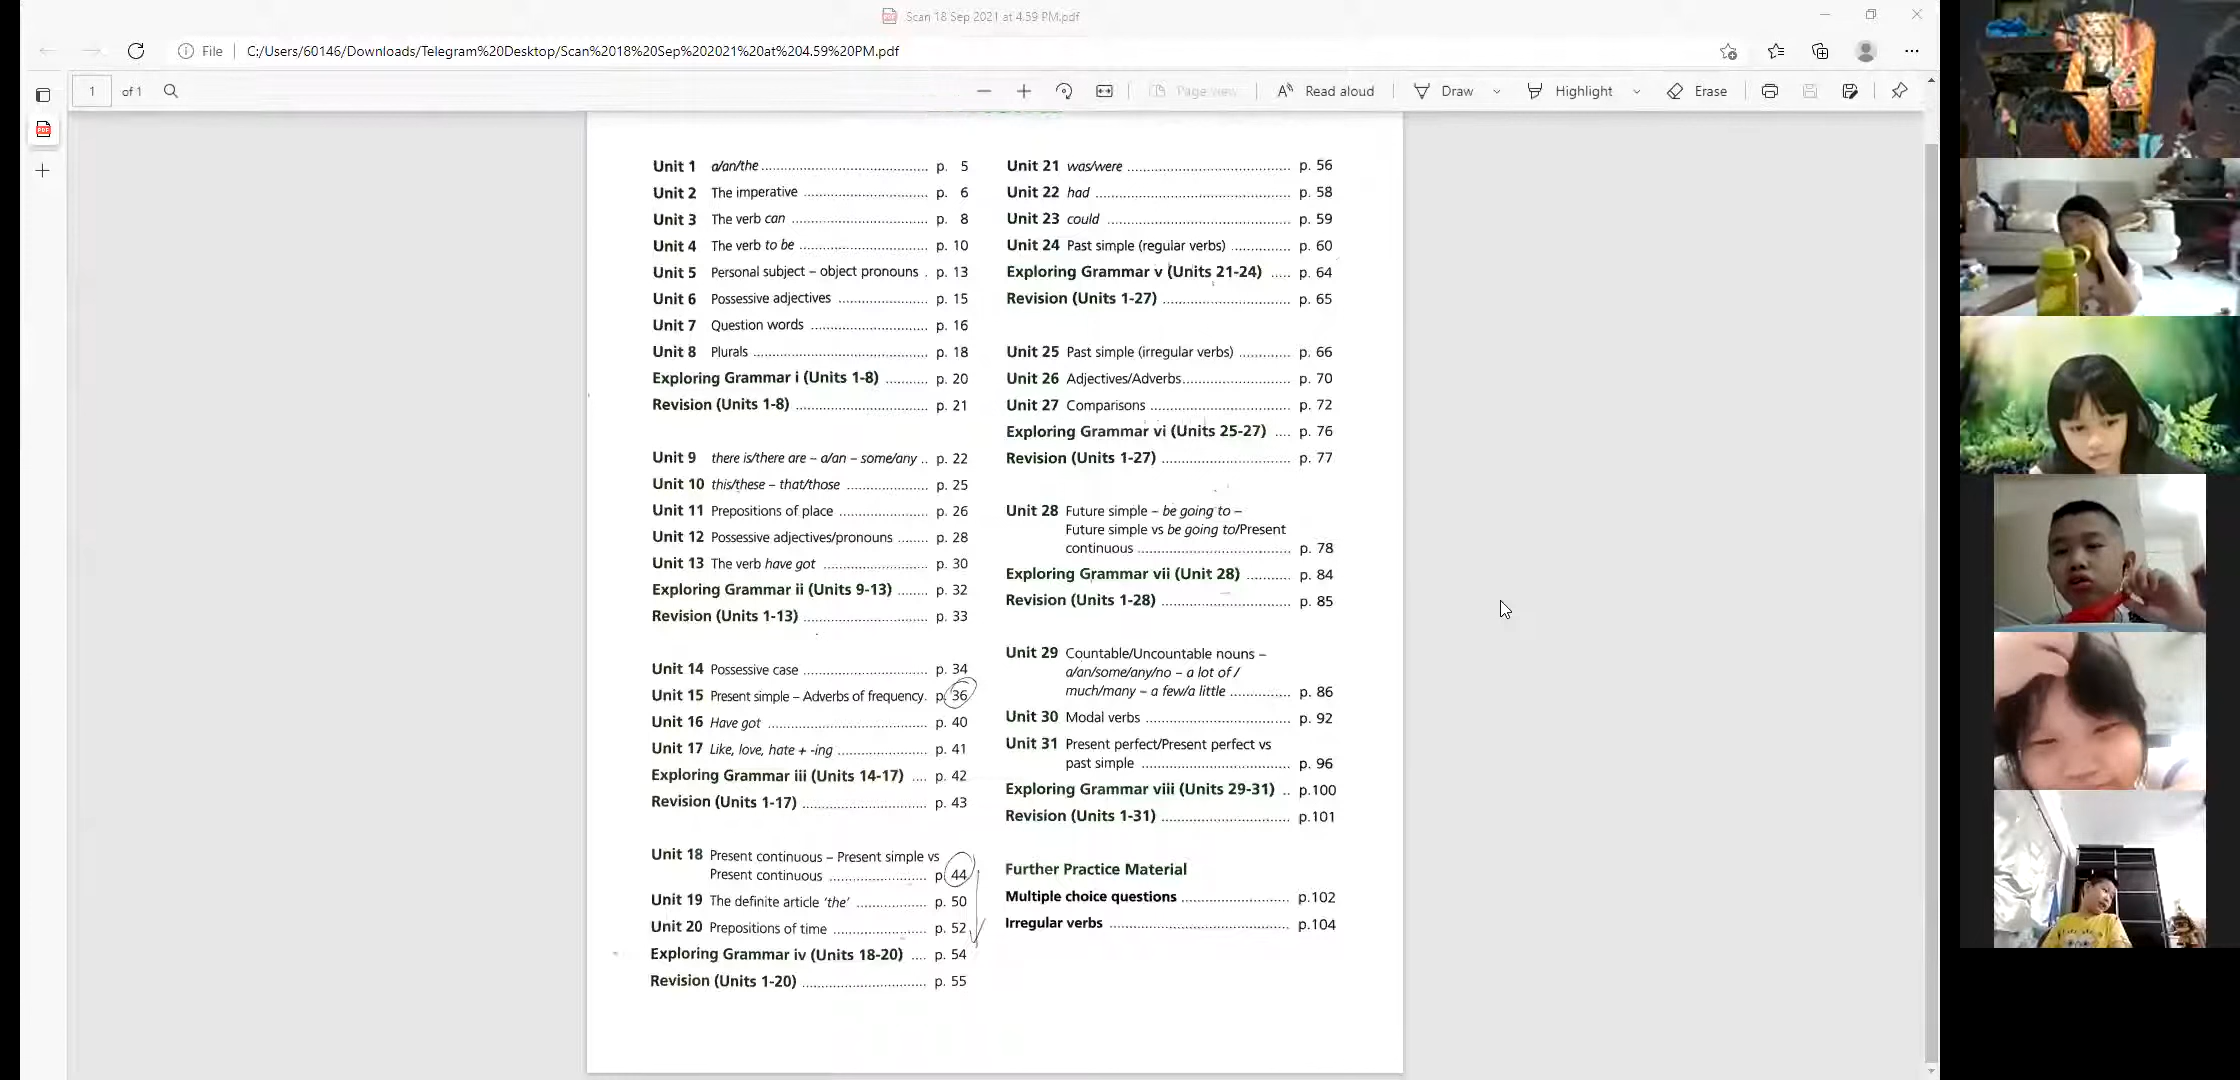 Scan 18 Sep 2021 at 4.59 PM.pdf
File
C:/Users/60146/Downloads/Telegram%20Desktop/Scan%2018%20Sep%202021%20at%204.59%20PM.pdf
1 of 1
Page view
Read aloud
Draw
Highlight
Erase
Unit 1 a/an/the .......... p. 5
Unit 2 The imperative .......... p. 6
Unit 3 The verb can .......... p. 8
Unit 4 The verb to be .......... p. 10
Unit 5 Personal subject – object pronouns . p. 13
Unit 6 Possessive adjectives .......... p. 15
Unit 7 Question words .......... p. 16
Unit 8 Plurals .......... p. 18
Exploring Grammar i (Units 1-8) .......... p. 20
Revision (Units 1-8) .......... p. 21
Unit 9 there is/there are – a/an – some/any .. p. 22
Unit 10 this/these – that/those .......... p. 25
Unit 11 Prepositions of place .......... p. 26
Unit 12 Possessive adjectives/pronouns ........ p. 28
Unit 13 The verb have got .......... p. 30
Exploring Grammar ii (Units 9-13) ........ p. 32
Revision (Units 1-13) .......... p. 33
Unit 14 Possessive case .......... p. 34
Unit 15 Present simple – Adverbs of frequency. p. 36
Unit 16 Have got .......... p. 40
Unit 17 Like, love, hate + -ing .......... p. 41
Exploring Grammar iii (Units 14-17) .... p. 42
Revision (Units 1-17) .......... p. 43
Unit 18 Present continuous – Present simple vs
Present continuous .......... p. 44
Unit 19 The definite article ‘the’ .......... p. 50
Unit 20 Prepositions of time .......... p. 52
Exploring Grammar iv (Units 18-20) .... p. 54
Revision (Units 1-20) .......... p. 55
Unit 21 was/were .......... p. 56
Unit 22 had .......... p. 58
Unit 23 could .......... p. 59
Unit 24 Past simple (regular verbs) .......... p. 60
Exploring Grammar v (Units 21-24) ..... p. 64
Revision (Units 1-27) .......... p. 65
Unit 25 Past simple (irregular verbs) .......... p. 66
Unit 26 Adjectives/Adverbs .......... p. 70
Unit 27 Comparisons .......... p. 72
Exploring Grammar vi (Units 25-27) .... p. 76
Revision (Units 1-27) .......... p. 77
Unit 28 Future simple – be going to –
Future simple vs be going to/Present
continuous .......... p. 78
Exploring Grammar vii (Unit 28) .......... p. 84
Revision (Units 1-28) .......... p. 85
Unit 29 Countable/Uncountable nouns –
a/an/some/any/no – a lot of /
much/many – a few/a little .......... p. 86
Unit 30 Modal verbs .......... p. 92
Unit 31 Present perfect/Present perfect vs
past simple .......... p. 96
Exploring Grammar viii (Units 29-31) .. p.100
Revision (Units 1-31) .......... p.101
Further Practice Material
Multiple choice questions .......... p.102
Irregular verbs .......... p.104